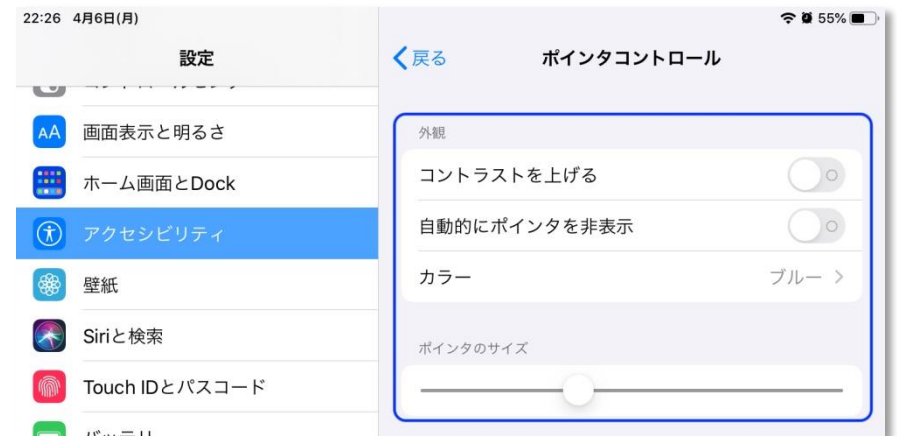 22:26 4月6日(月)
55%
設定
戻る
ポインタコントロール
画面表示と明るさ
ホーム画面とDock
アクセシビリティ
壁紙
Siriと検索
Touch IDとパスコード
外観
コントラストを上げる
自動的にポインタを非表示
カラー ブルー
ポインタのサイズ